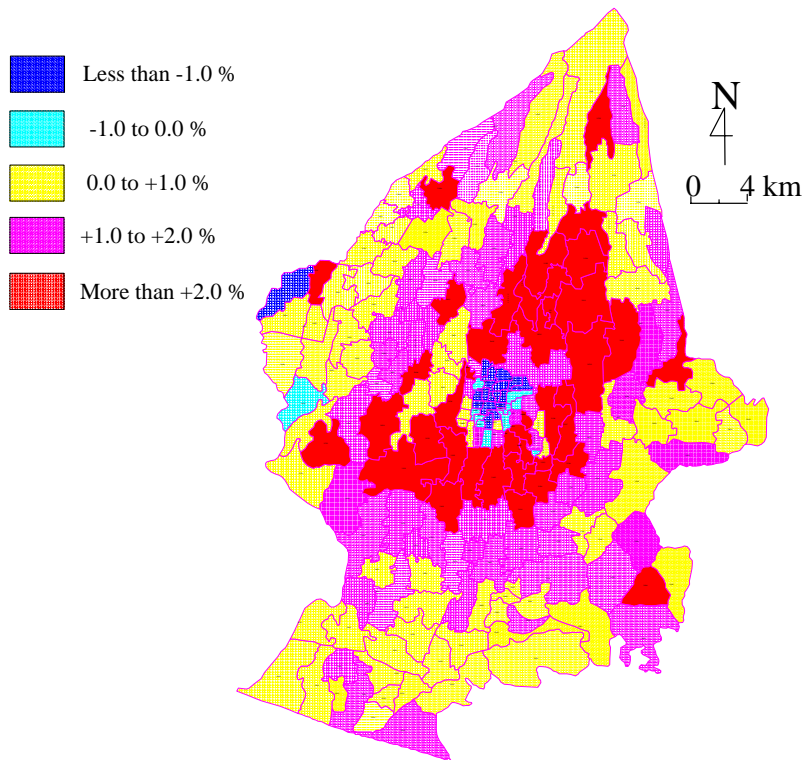 Less than -1.0 %
-1.0 to 0.0 %
0.0 to +1.0 %
+1.0 to +2.0 %
More than +2.0 %
N
0 4 km